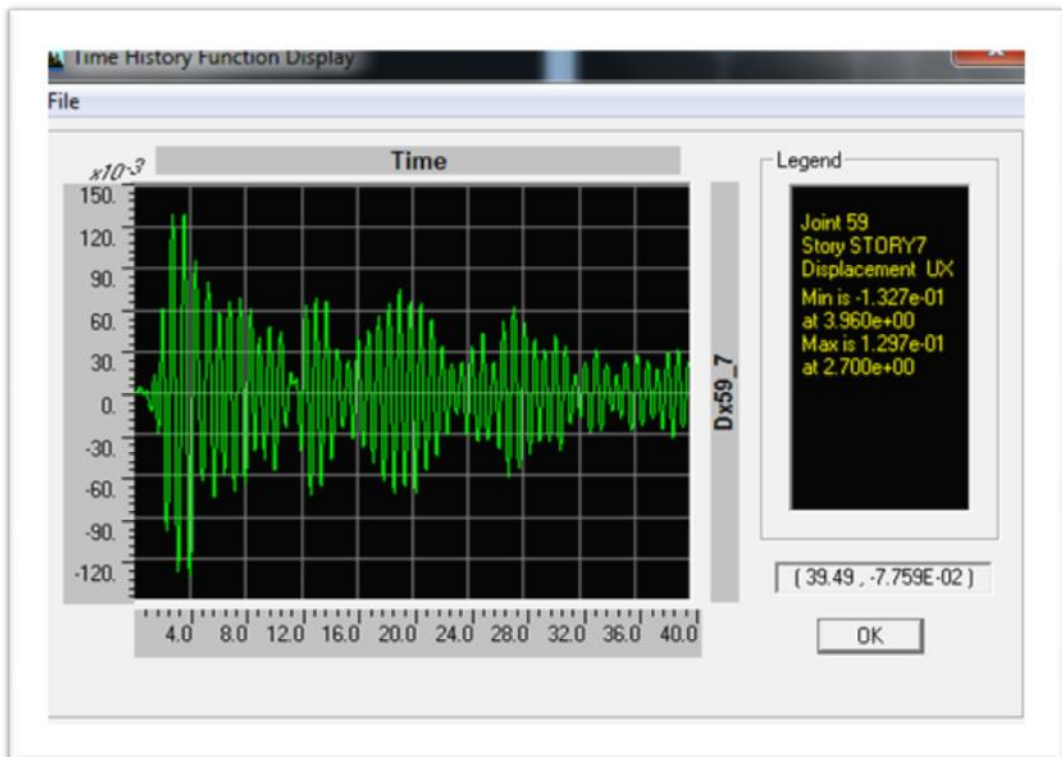 Time History Function Display
File
Time
x10-3
150.
120.
90.
60.
30.
0.
-30.
-60.
-90.
-120.
4.0 8.0 12.0 16.0 20.0 24.0 28.0 32.0 36.0 40.0
Dx59_7
Legend
Joint 59
Story STORY7
Displacement UX
Min is -1.327e-01
at 3.960e+00
Max is 1.297e-01
at 2.700e+00
( 39.49 , -7.759E-02 )
OK